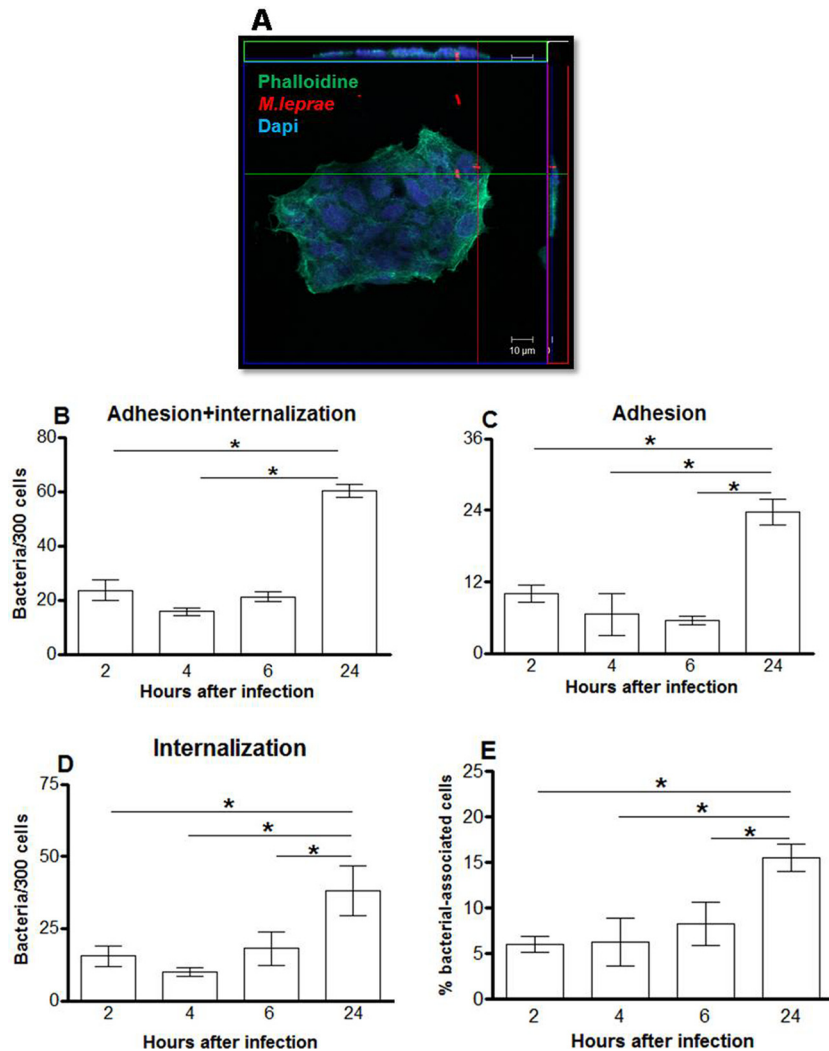 A
Phalloidine
M.leprae
Dapi
10 µm
B
Adhesion+internalization
80
60
40
20
0
Bacteria/300 cells
*
*
2 4 6 24
Hours after infection
C
Adhesion
36
24
12
0
*
*
*
2 4 6 24
Hours after infection
D
Internalization
75
50
25
0
Bacteria/300 cells
*
*
*
2 4 6 24
Hours after infection
E
25
20
15
10
5
0
% bacterial-associated cells
*
*
*
2 4 6 24
Hours after infection